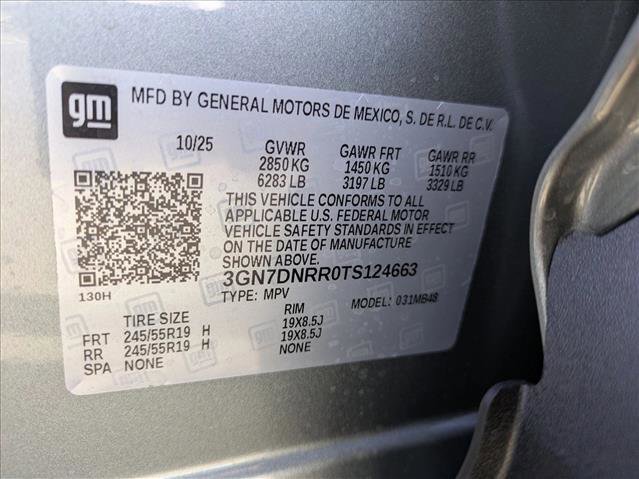 gm
MFD BY GENERAL MOTORS DE MEXICO, S. DE R.L. DE C.V.
10/25 GVWR GAWR FRT GAWR RR
2850 KG 1450 KG 1510 KG
6283 LB 3197 LB 3329 LB
THIS VEHICLE CONFORMS TO ALL
APPLICABLE U.S. FEDERAL MOTOR
VEHICLE SAFETY STANDARDS IN EFFECT
ON THE DATE OF MANUFACTURE
SHOWN ABOVE.
3GN7DNRR0TS124663
130H
TYPE: MPV MODEL: 031MB48
TIRE SIZE RIM
FRT 245/55R19 H 19X8.5J
RR 245/55R19 H 19X8.5J
SPA NONE NONE